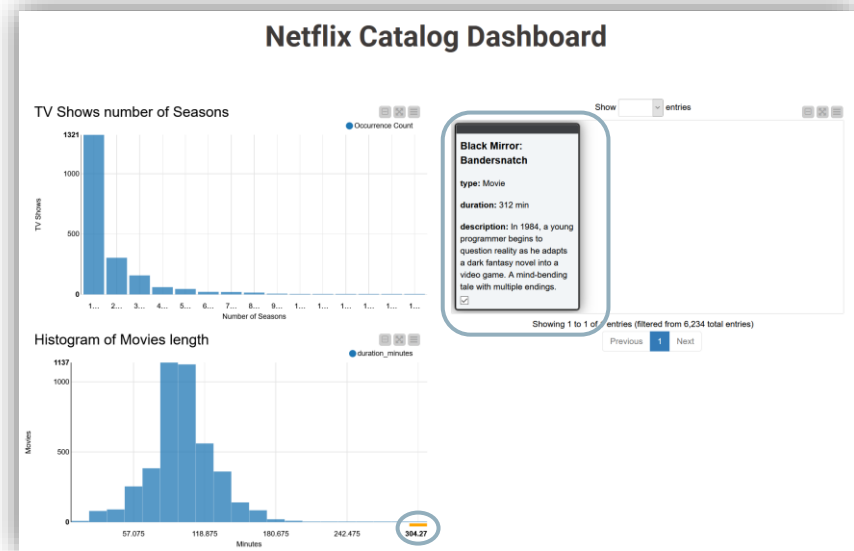 Netflix Catalog Dashboard
TV Shows number of Seasons
Occurrence Count
1321
1000
500
0
TV Shows
1... 2... 3... 4... 5... 6... 7... 8... 9... 1... 1... 1... 1... 1... 1...
Number of Seasons
Histogram of Movies length
duration_minutes
1137
1000
500
0
Movies
57.075 118.875 180.675 242.475 304.27
Minutes
Show entries
Black Mirror:
Bandersnatch
type: Movie
duration: 312 min
description: In 1984, a young
programmer begins to
question reality as he adapts
a dark fantasy novel into a
video game. A mind-bending
tale with multiple endings.
Showing 1 to 1 of entries (filtered from 6,234 total entries)
Previous 1 Next